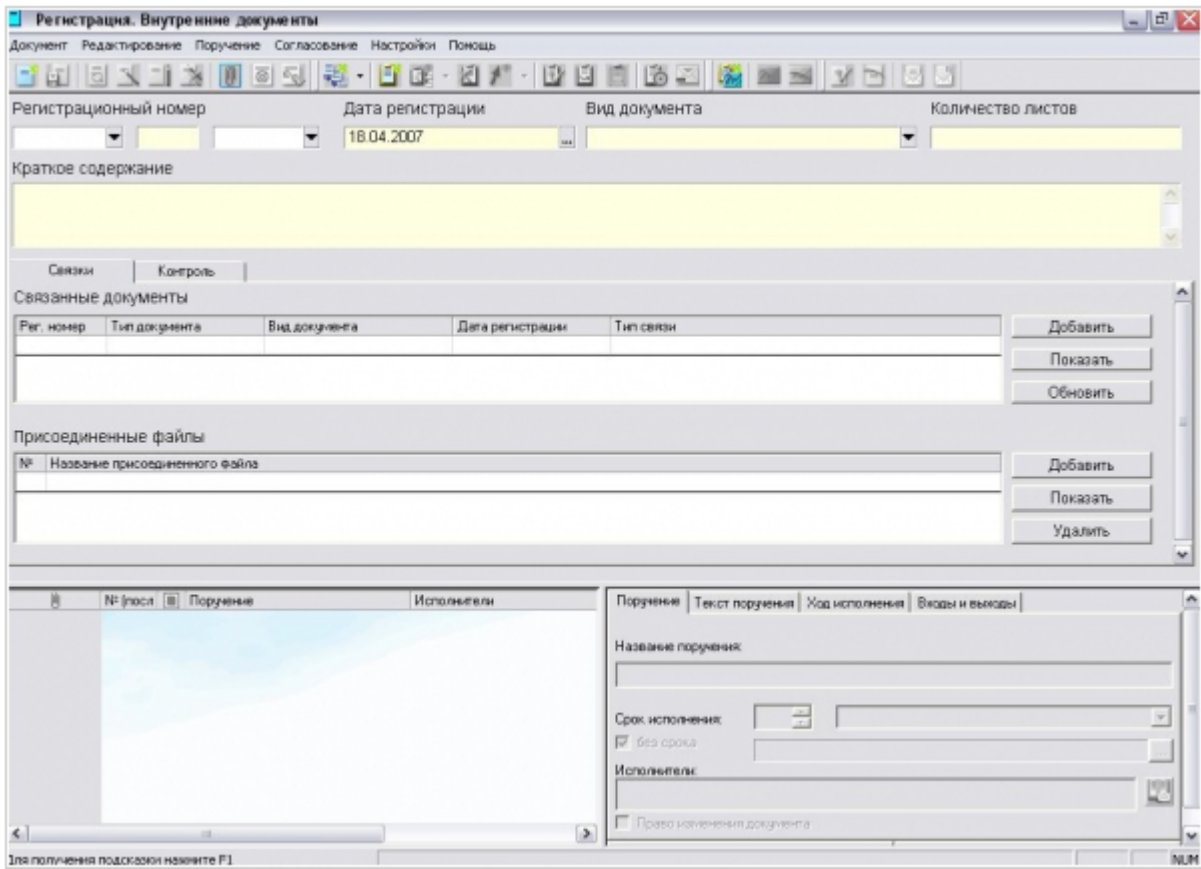 Регистрация. Внутренние документы
Документ Редактирование Поручение Согласование Настройки Помощь
Регистрационный номер Дата регистрации Вид документа Количество листов
18.04.2007 ...
Краткое содержание
Связки Контроль
Связанные документы
Рег. номер Тип документа Вид документа Дата регистрации Тип связи
Добавить
Показать
Обновить
Присоединенные файлы
№ Название присоединенного файла
Добавить
Показать
Удалить
№ (посл Поручение Исполнители
Поручение Текст поручения Ход исполнения Входы и выходы
Название поручения:
Срок исполнения:
без срока ...
Исполнители:
Право изменения документа
Для получения подсказки нажмите F1 NUM